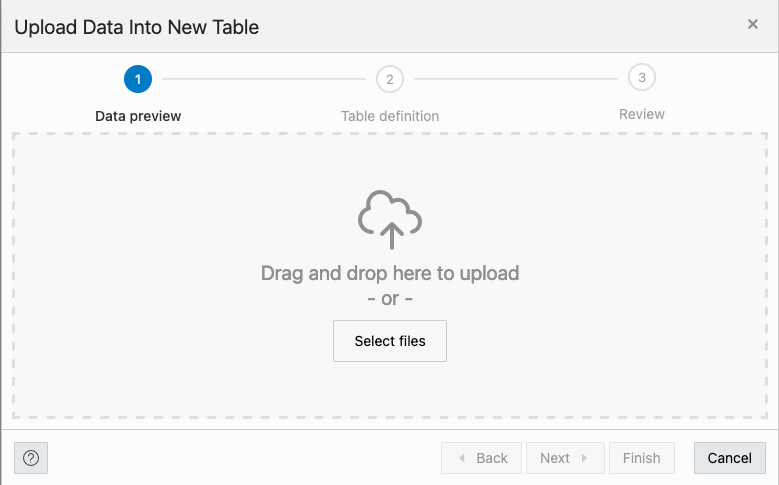 Upload Data Into New Table
×
1
2
3
Data preview
Table definition
Review
Drag and drop here to upload
- or -
Select files
?
Back
Next
Finish
Cancel